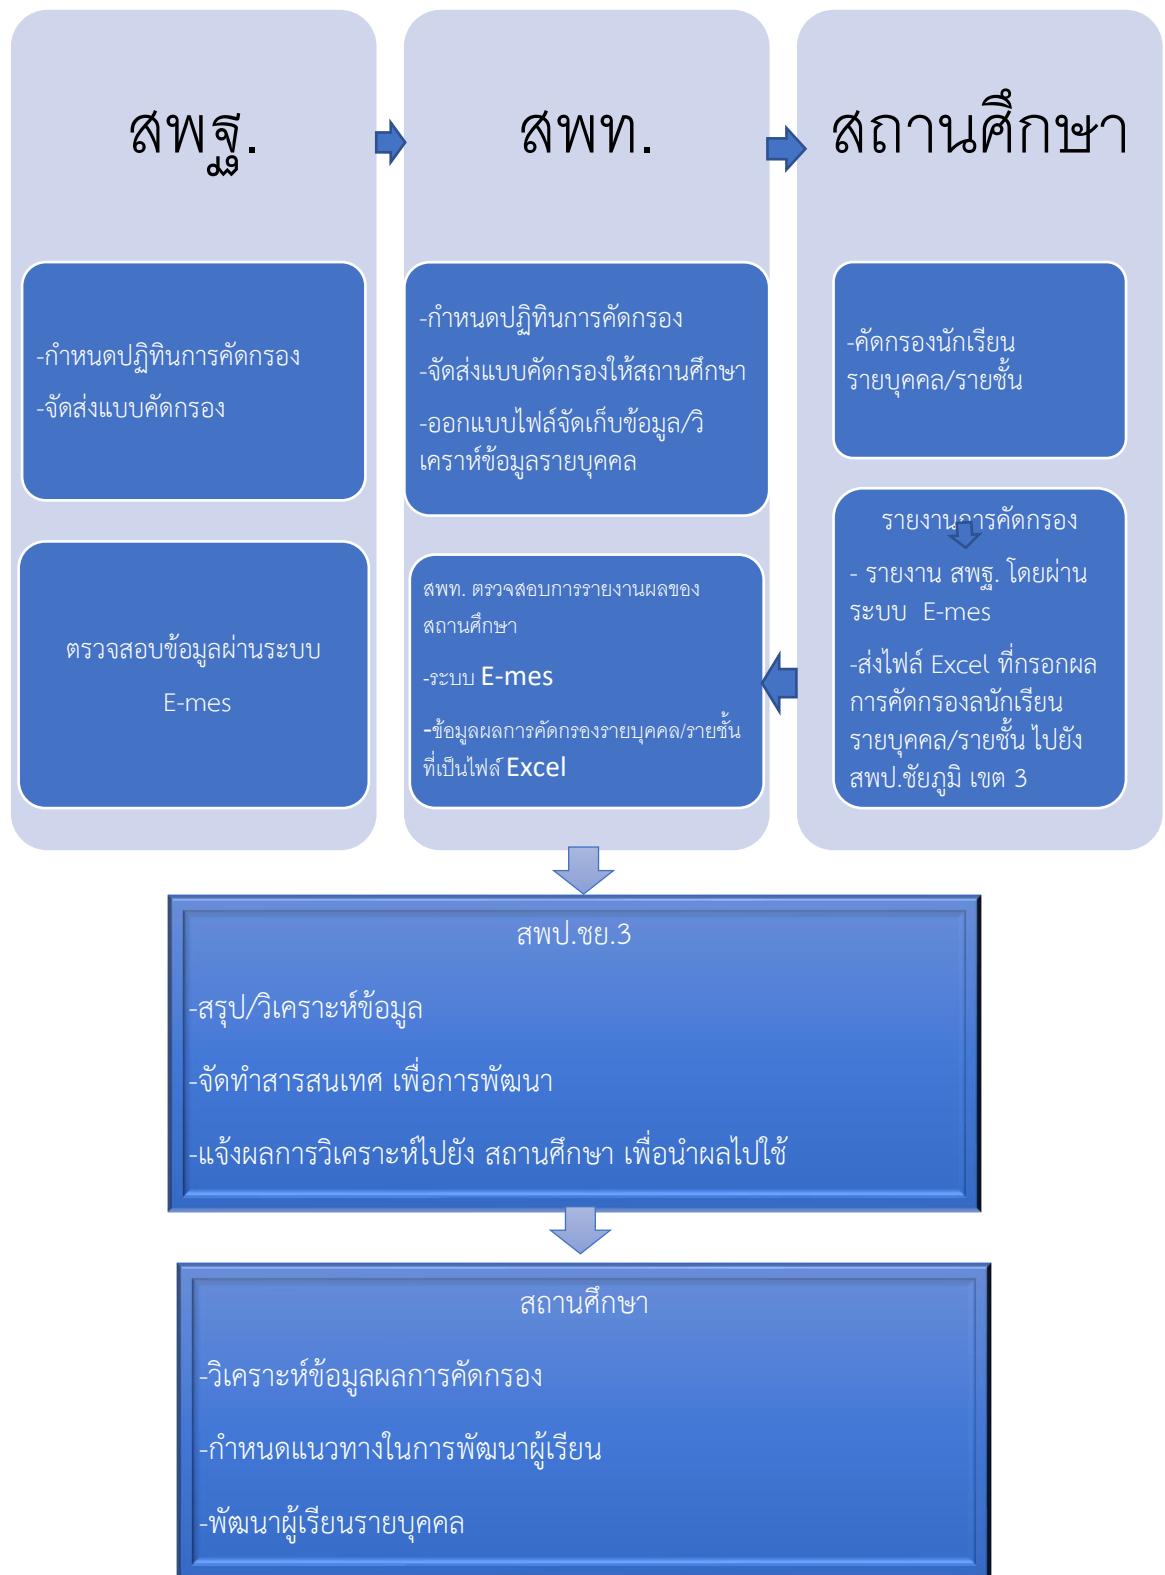 สพฐ.
-กำหนดปฏิทินการคัดกรอง
-จัดส่งแบบคัดกรอง
ตรวจสอบข้อมูลผ่านระบบ
E-mes
สพท.
-กำหนดปฏิทินการคัดกรอง
-จัดส่งแบบคัดกรองให้สถานศึกษา
-ออกแบบไฟล์จัดเก็บข้อมูล/วิ
เคราห์ข้อมูลรายบุคคล
สพท. ตรวจสอบการรายงานผลของ
สถานศึกษา
-ระบบ E-mes
-ข้อมูลผลการคัดกรองรายบุคคล/รายชั้น
ที่เป็นไฟล์ Excel
สถานศึกษา
-คัดกรองนักเรียน
รายบุคคล/รายชั้น
รายงานการคัดกรอง
- รายงาน สพฐ. โดยผ่าน
ระบบ E-mes
-ส่งไฟล์ Excel ที่กรอกผล
การคัดกรองลนักเรียน
รายบุคคล/รายชั้น ไปยัง
สพป.ชัยภูมิ เขต 3
สพป.ชย.3
-สรุป/วิเคราะห์ข้อมูล
-จัดทำสารสนเทศ เพื่อการพัฒนา
-แจ้งผลการวิเคราะห์ไปยัง สถานศึกษา เพื่อนำผลไปใช้
สถานศึกษา
-วิเคราะห์ข้อมูลผลการคัดกรอง
-กำหนดแนวทางในการพัฒนาผู้เรียน
-พัฒนาผู้เรียนรายบุคคล